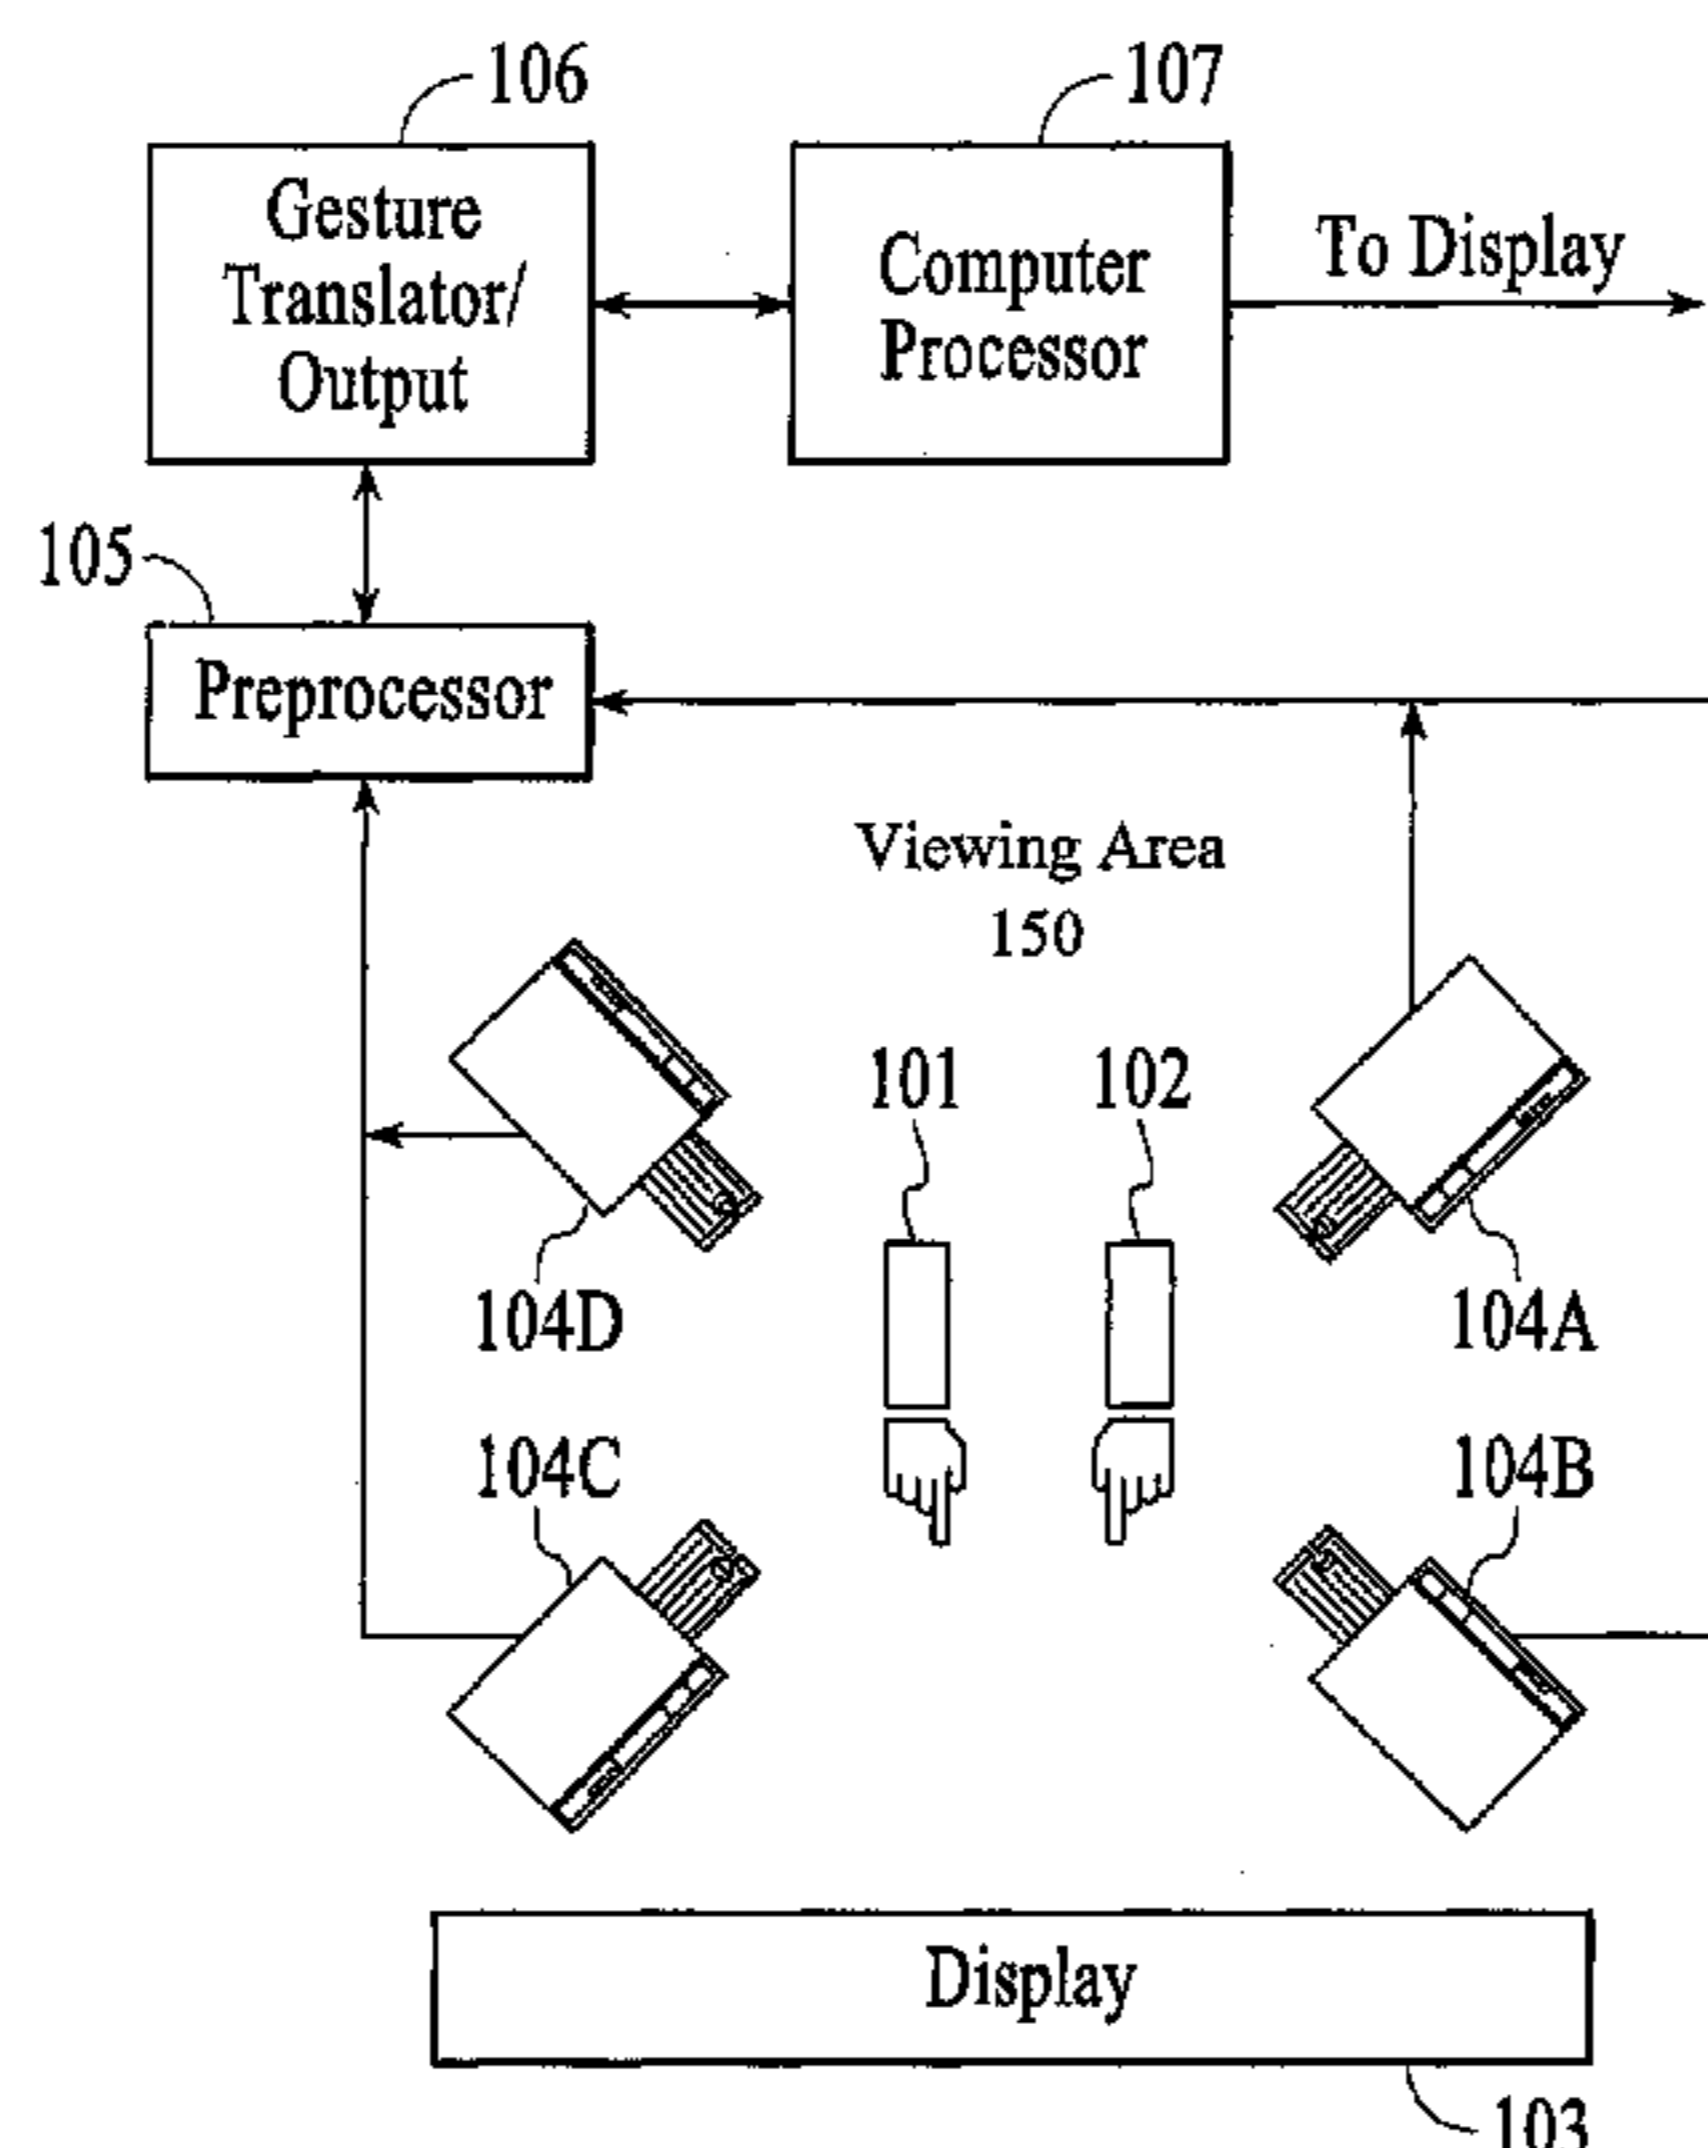 106
107
Gesture
Translator/
Output
Computer
Processor
To Display
105
Preprocessor
Viewing Area
150
101
102
104D
104A
104C
104B
Display
103